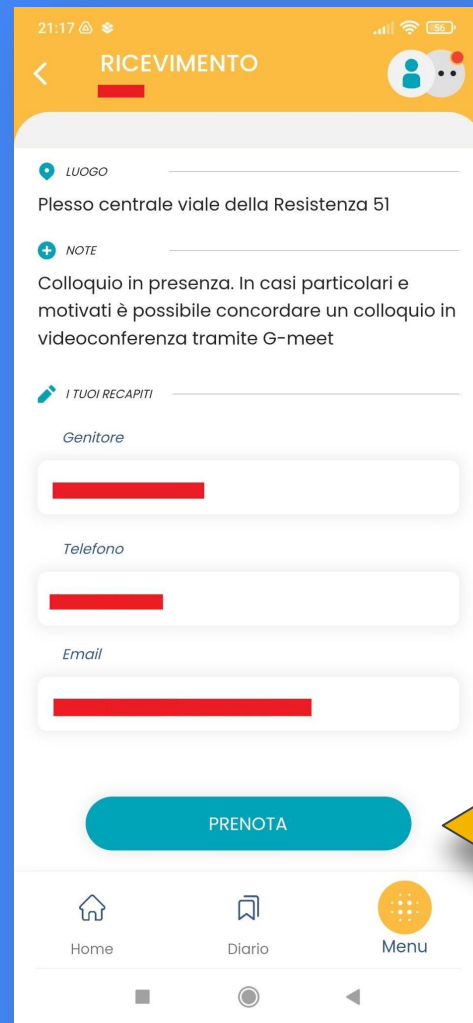 21:17
56
RICEVIMENTO
LUOGO
Plesso centrale viale della Resistenza 51
NOTE
Colloquio in presenza. In casi particolari e
motivati è possibile concordare un colloquio in
videoconferenza tramite G-meet
I TUOI RECAPITI
Genitore
Telefono
Email
PRENOTA
Home
Diario
Menu